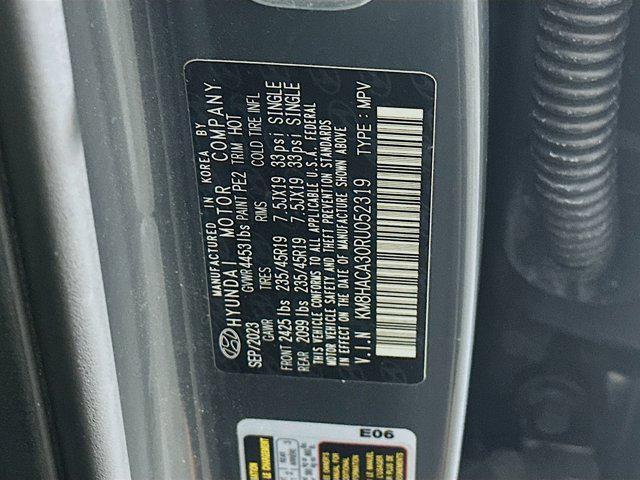 MANUFACTURED IN KOREA BY
HYUNDAI MOTOR COMPANY
SEP/2023 GVWR 4453 lbs PAINT PE2 TRIM HOT
GAWR TIRES RIMS COLD TIRE INFL
FRONT 2425 lbs 235/45R19 7.5JX19 33psi SINGLE
REAR 2099 lbs 235/45R19 7.5JX19 33psi SINGLE
THIS VEHICLE CONFORMS TO ALL APPLICABLE U.S.A. FEDERAL
MOTOR VEHICLE SAFETY AND THEFT PREVENTION STANDARDS
IN EFFECT ON THE DATE OF MANUFACTURE SHOWN ABOVE
V.I.N KM8HACA30RU052319 TYPE : MPV
E06